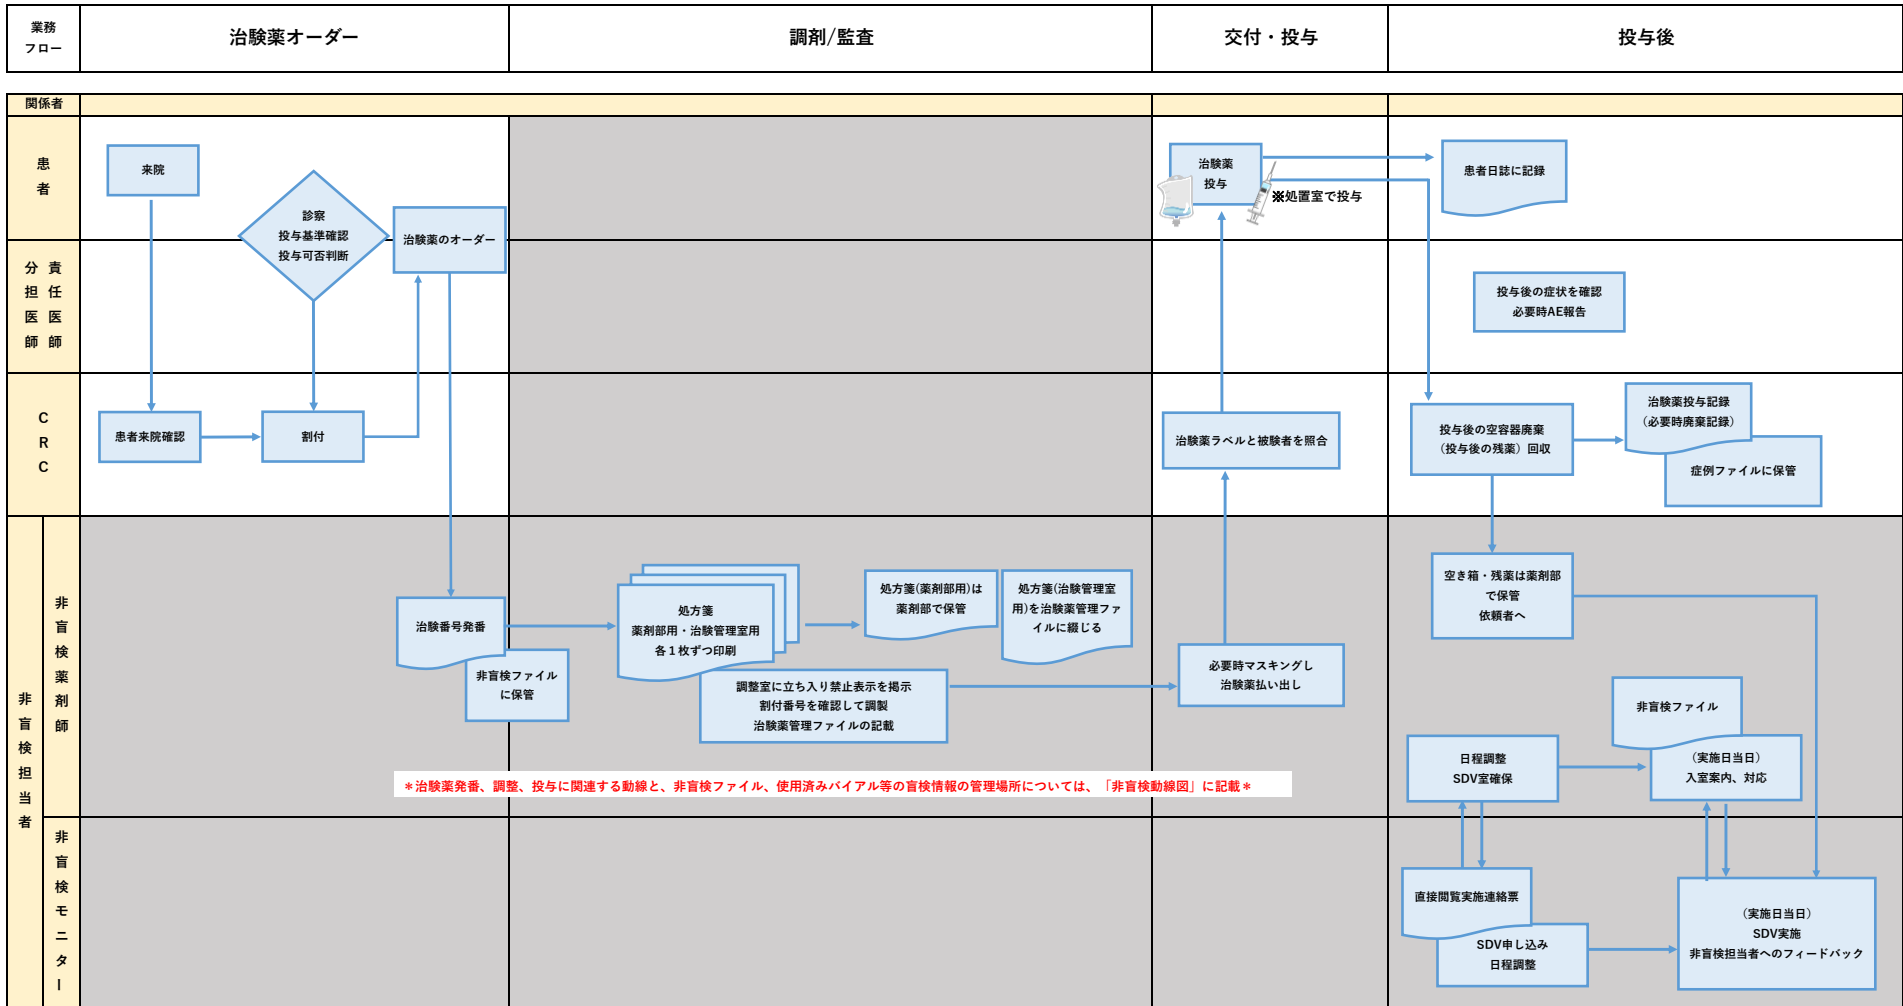 業務
フロー
治験薬オーダー
調剤/監査
交付・投与
投与後
関係者
患者
来院
診察
投与基準確認
投与可否判断
治験薬のオーダー
治験薬
投与
※処置室で投与
患者日誌に記録
責任医師
分担医師
投与後の症状を確認
必要時AE報告
CRC
患者来院確認
割付
治験薬ラベルと被験者を照合
投与後の空容器廃棄
（投与後の残薬）回収
治験薬投与記録
（必要時廃棄記録）
症例ファイルに保管
非盲検担当者
非盲検薬剤師
治験番号発番
非盲検ファイル
に保管
処方箋
薬剤部用・治験管理室用
各１枚ずつ印刷
処方箋(薬剤部用)は
薬剤部で保管
処方箋(治験管理室
用)を治験薬管理ファ
イルに綴じる
調整室に立ち入り禁止表示を掲示
割付番号を確認して調製
治験薬管理ファイルの記載
必要時マスキングし
治験薬払い出し
空き箱・残薬は薬剤部
で保管
依頼者へ
非盲検ファイル
日程調整
SDV室確保
（実施日当日）
入室案内、対応
＊治験薬発番、調整、投与に関連する動線と、非盲検ファイル、使用済みバイアル等の盲検情報の管理場所については、「非盲検動線図」に記載＊
非盲検モニター
直接閲覧実施連絡票
SDV申し込み
日程調整
（実施日当日）
SDV実施
非盲検担当者へのフィードバック